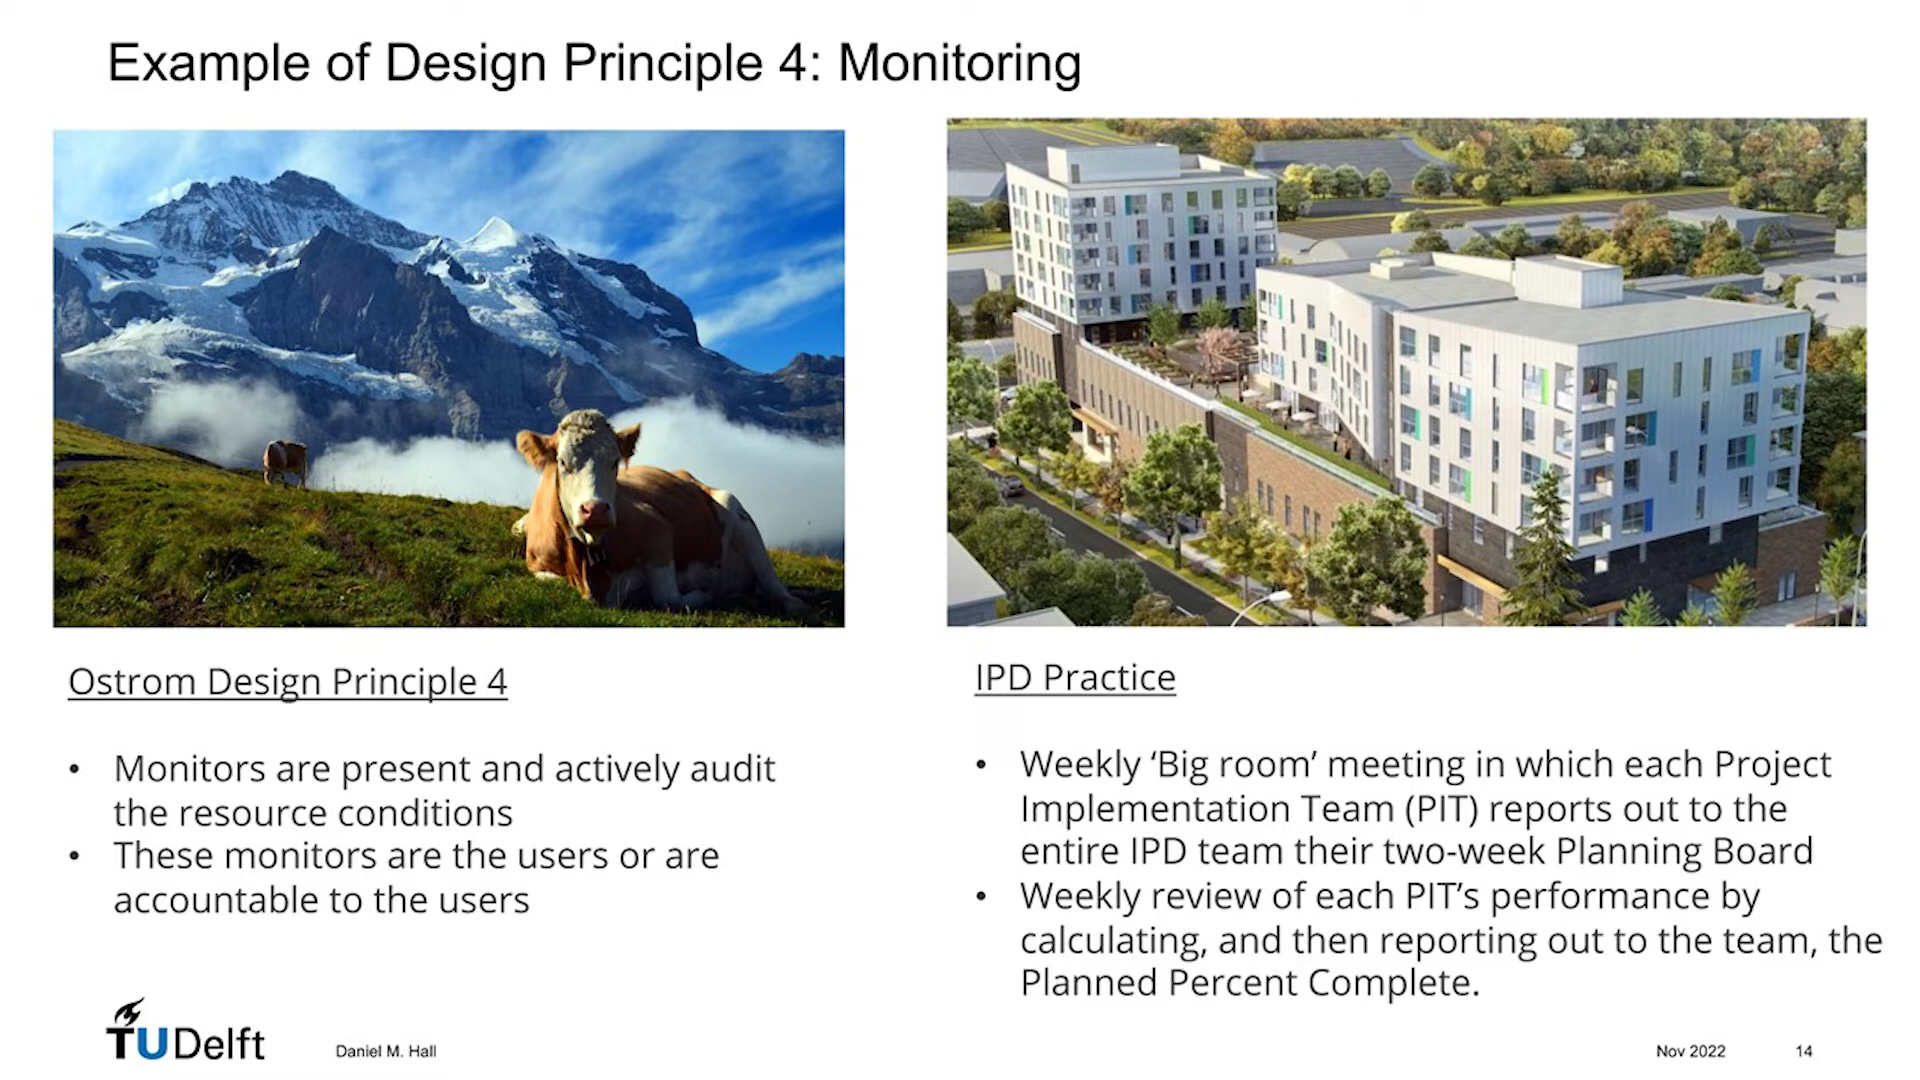 Example of Design Principle 4: Monitoring
Ostrom Design Principle 4
• Monitors are present and actively audit
the resource conditions
• These monitors are the users or are
accountable to the users
IPD Practice
• Weekly ‘Big room’ meeting in which each Project
Implementation Team (PIT) reports out to the
entire IPD team their two-week Planning Board
• Weekly review of each PIT’s performance by
calculating, and then reporting out to the team, the
Planned Percent Complete.
TU Delft
Daniel M. Hall
Nov 2022
14